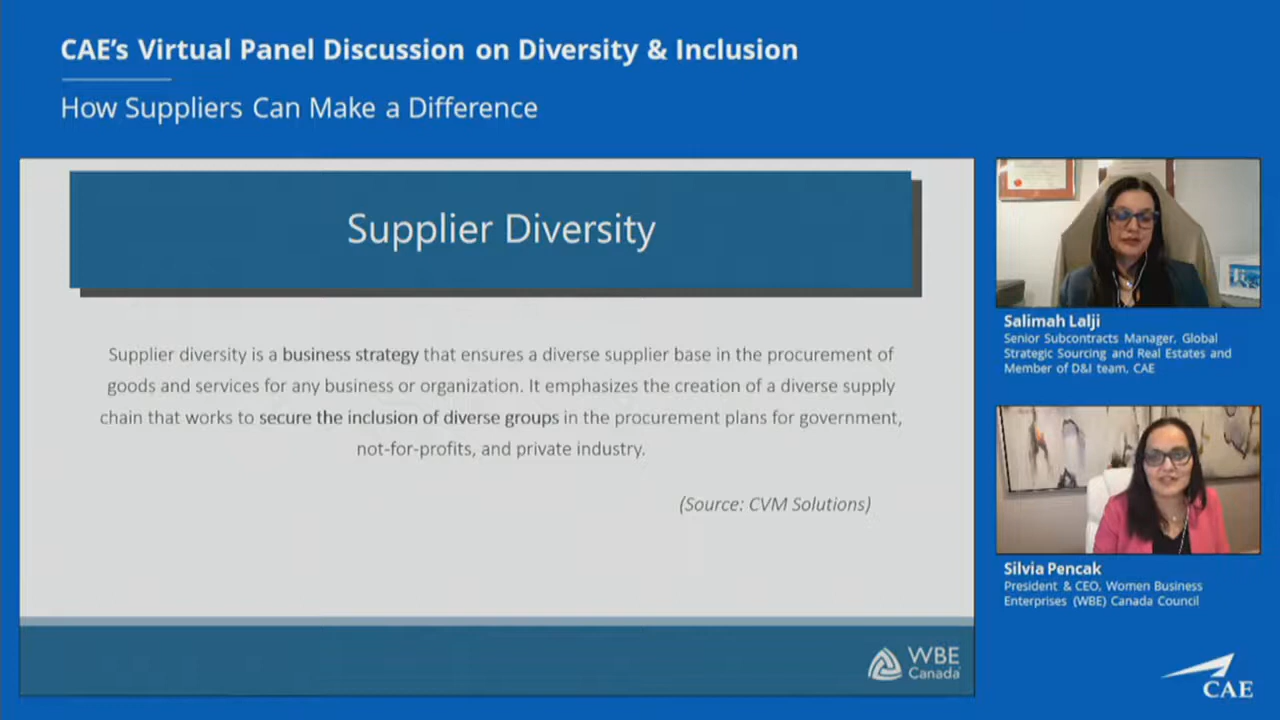 CAE's Virtual Panel Discussion on Diversity & Inclusion
How Suppliers Can Make a Difference
Supplier Diversity
Supplier diversity is a business strategy that ensures a diverse supplier base in the procurement of
goods and services for any business or organization. It emphasizes the creation of a diverse supply
chain that works to secure the inclusion of diverse groups in the procurement plans for government,
not-for-profits, and private industry.
(Source: CVM Solutions)
WBE
Canada
Salimah Lalji
Senior Subcontracts Manager, Global
Strategic Sourcing and Real Estates and
Member of D&I team, CAE
Silvia Pencak
President & CEO, Women Business
Enterprises (WBE) Canada Council
CAE